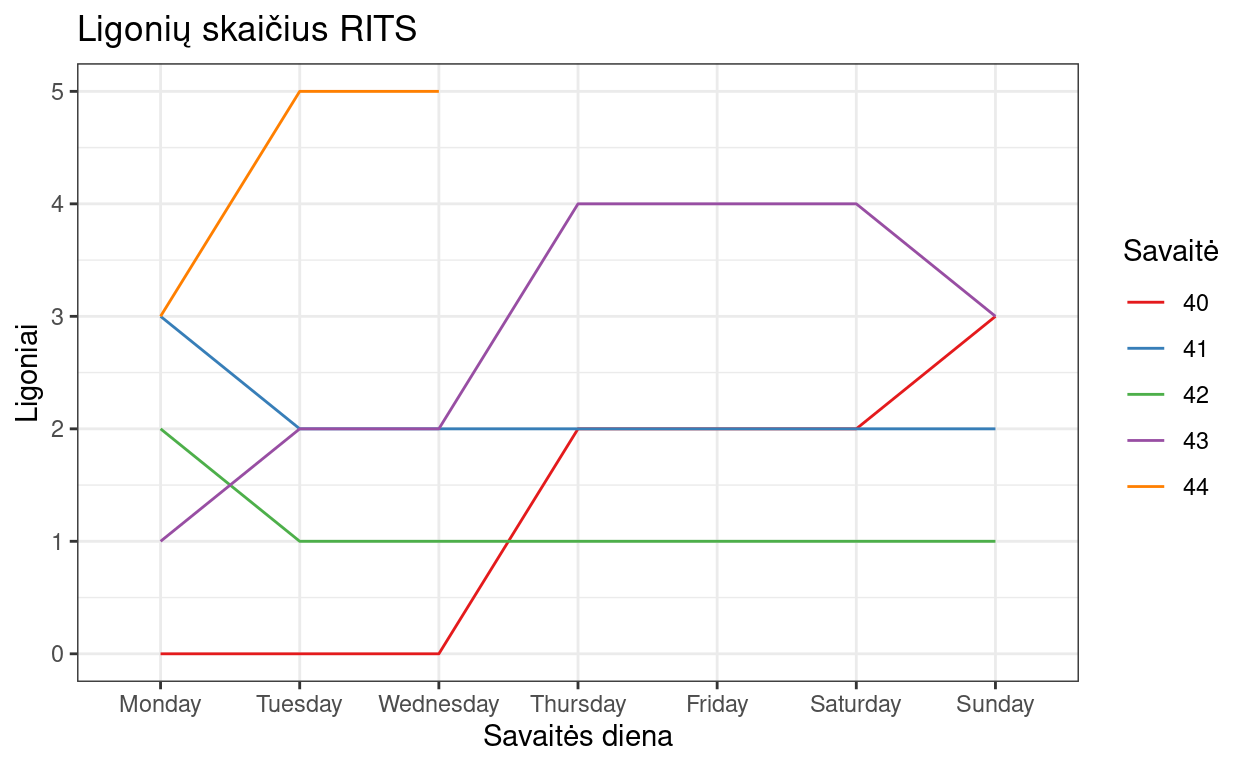 Ligonių skaičius RITS
5
4
3
2
1
0
Ligoniai
Monday Tuesday Wednesday Thursday Friday Saturday Sunday
Savaitės diena
Savaitė
40
41
42
43
44